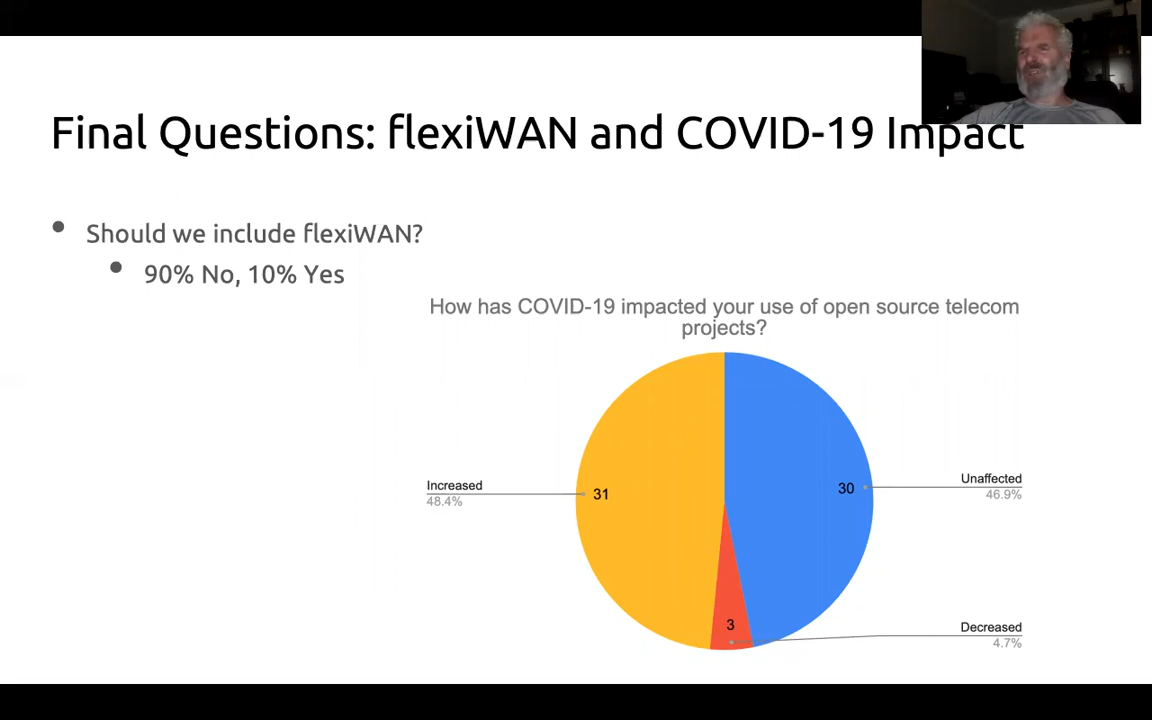 Final Questions: flexiWAN and COVID-19 Impact
Should we include flexiWAN?
90% No, 10% Yes
How has COVID-19 impacted your use of open source telecom
projects?
Increased
48.4%
31
30
Unaffected
46.9%
3
Decreased
4.7%